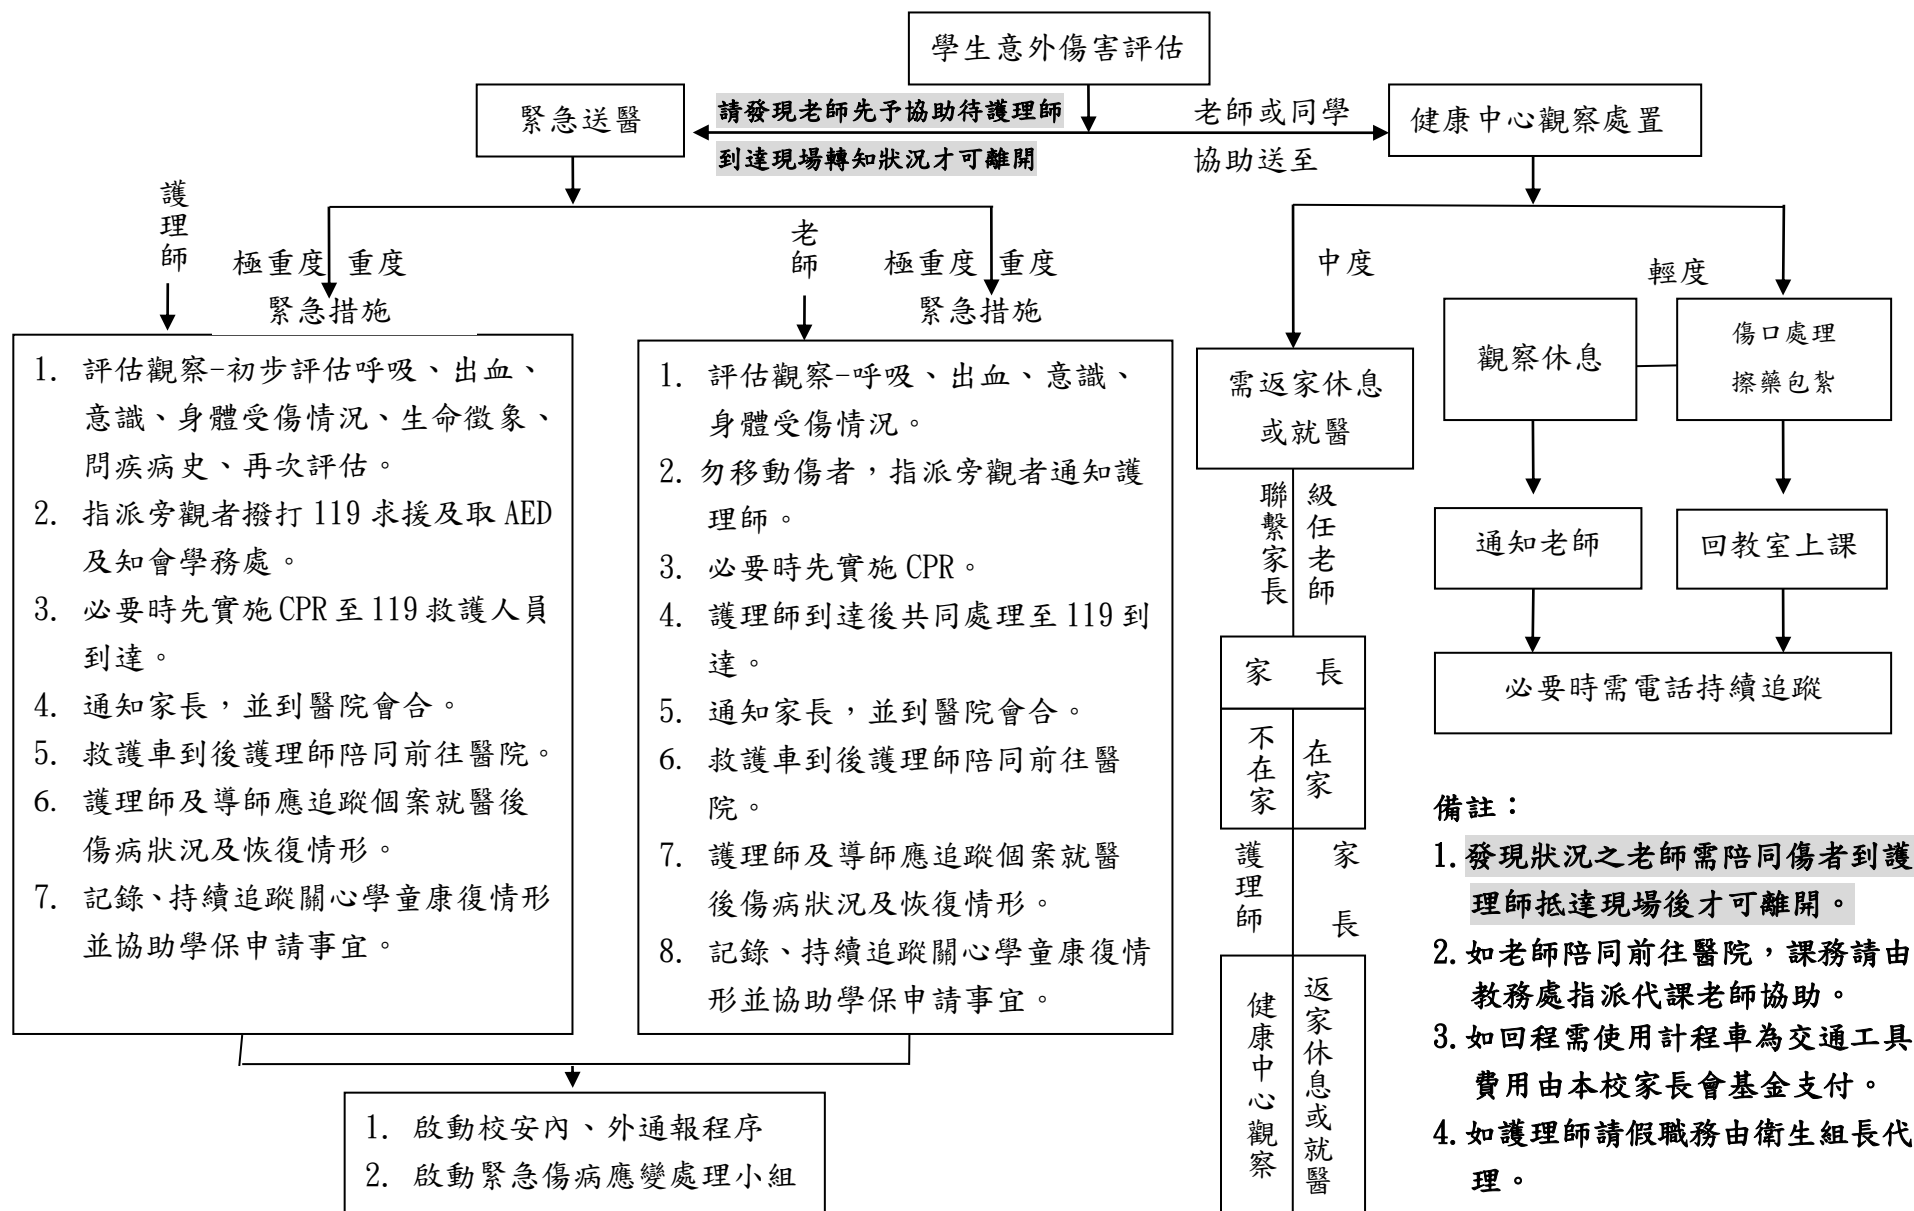 學生意外傷害評估
緊急送醫
請發現老師先予協助待護理師
到達現場轉知狀況才可離開
老師或同學
協助送至
健康中心觀察處置
護理師
極重度 重度
緊急措施
老師
極重度 重度
緊急措施
中度
輕度
1. 評估觀察-初步評估呼吸、出血、
意識、身體受傷情況、生命徵象、
問疾病史、再次評估。
2. 指派旁觀者撥打 119 求援及取 AED
及知會學務處。
3. 必要時先實施 CPR 至 119 救護人員
到達。
4. 通知家長，並到醫院會合。
5. 救護車到後護理師陪同前往醫院。
6. 護理師及導師應追蹤個案就醫後
傷病狀況及恢復情形。
7. 記錄、持續追蹤關心學童康復情形
並協助學保申請事宜。
1. 評估觀察-呼吸、出血、意識、
身體受傷情況。
2. 勿移動傷者，指派旁觀者通知護
理師。
3. 必要時先實施 CPR。
4. 護理師到達後共同處理至 119 到
達。
5. 通知家長，並到醫院會合。
6. 救護車到後護理師陪同前往醫
院。
7. 護理師及導師應追蹤個案就醫
後傷病狀況及恢復情形。
8. 記錄、持續追蹤關心學童康復情
形並協助學保申請事宜。
1. 啟動校安內、外通報程序
2. 啟動緊急傷病應變處理小組
需返家休息
或就醫
聯繫家長
級任老師
家 長
不在家
在家
護理師
家 長
健康中心觀察
返家休息或就醫
觀察休息
傷口處理
擦藥包紮
通知老師
回教室上課
必要時需電話持續追蹤
備註：
1.發現狀況之老師需陪同傷者到護
理師抵達現場後才可離開。
2.如老師陪同前往醫院，課務請由
教務處指派代課老師協助。
3.如回程需使用計程車為交通工具
費用由本校家長會基金支付。
4.如護理師請假職務由衛生組長代
理。